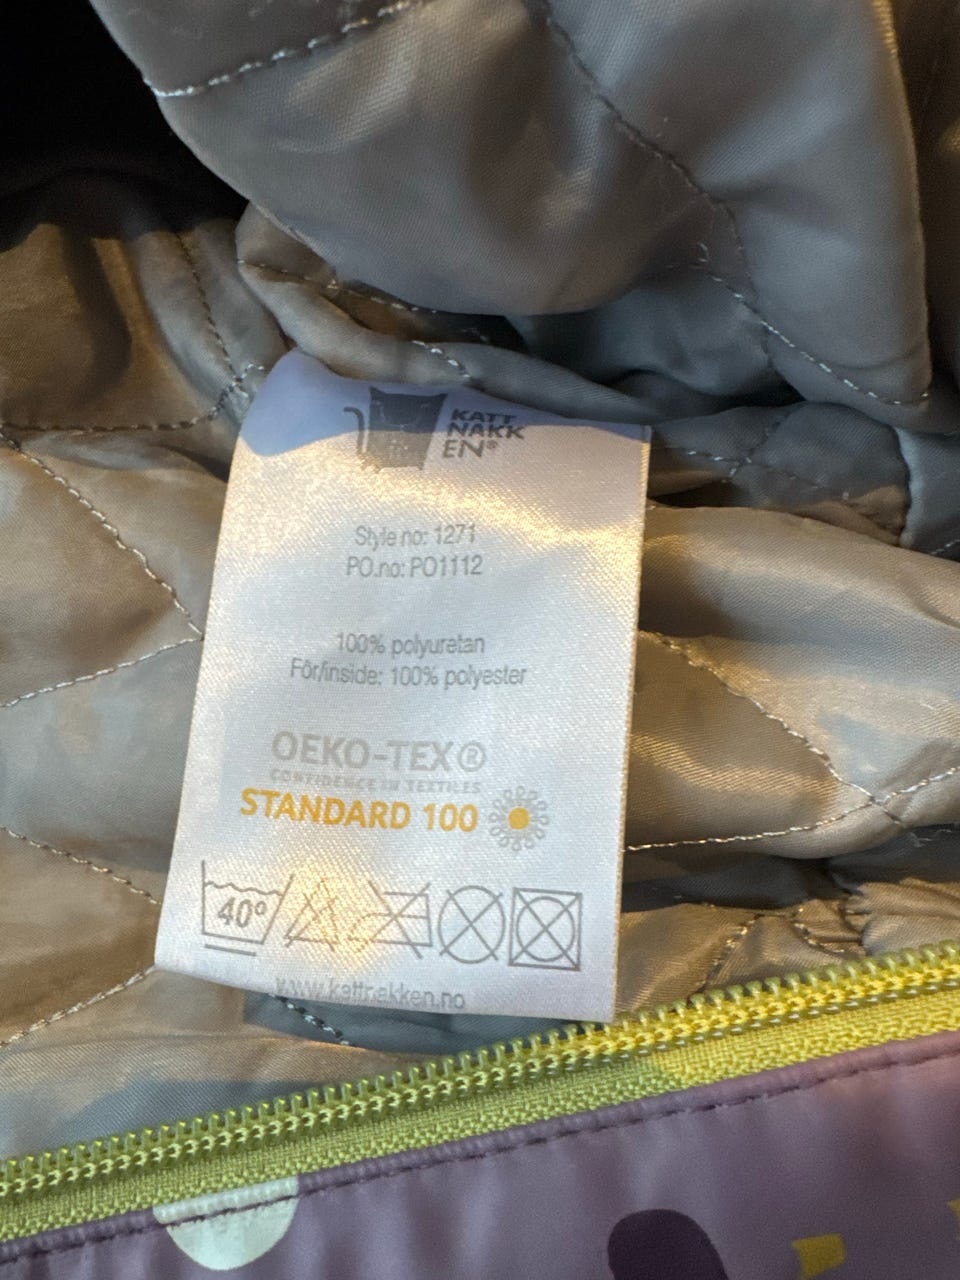 KATT
NAKK
EN®
Style no: 1271
PO.no: PO1112
100% polyuretan
Fôr/inside: 100% polyester
OEKO-TEX®
CONFIDENCE IN TEXTILES
STANDARD 100
40°
www.kattnakken.no